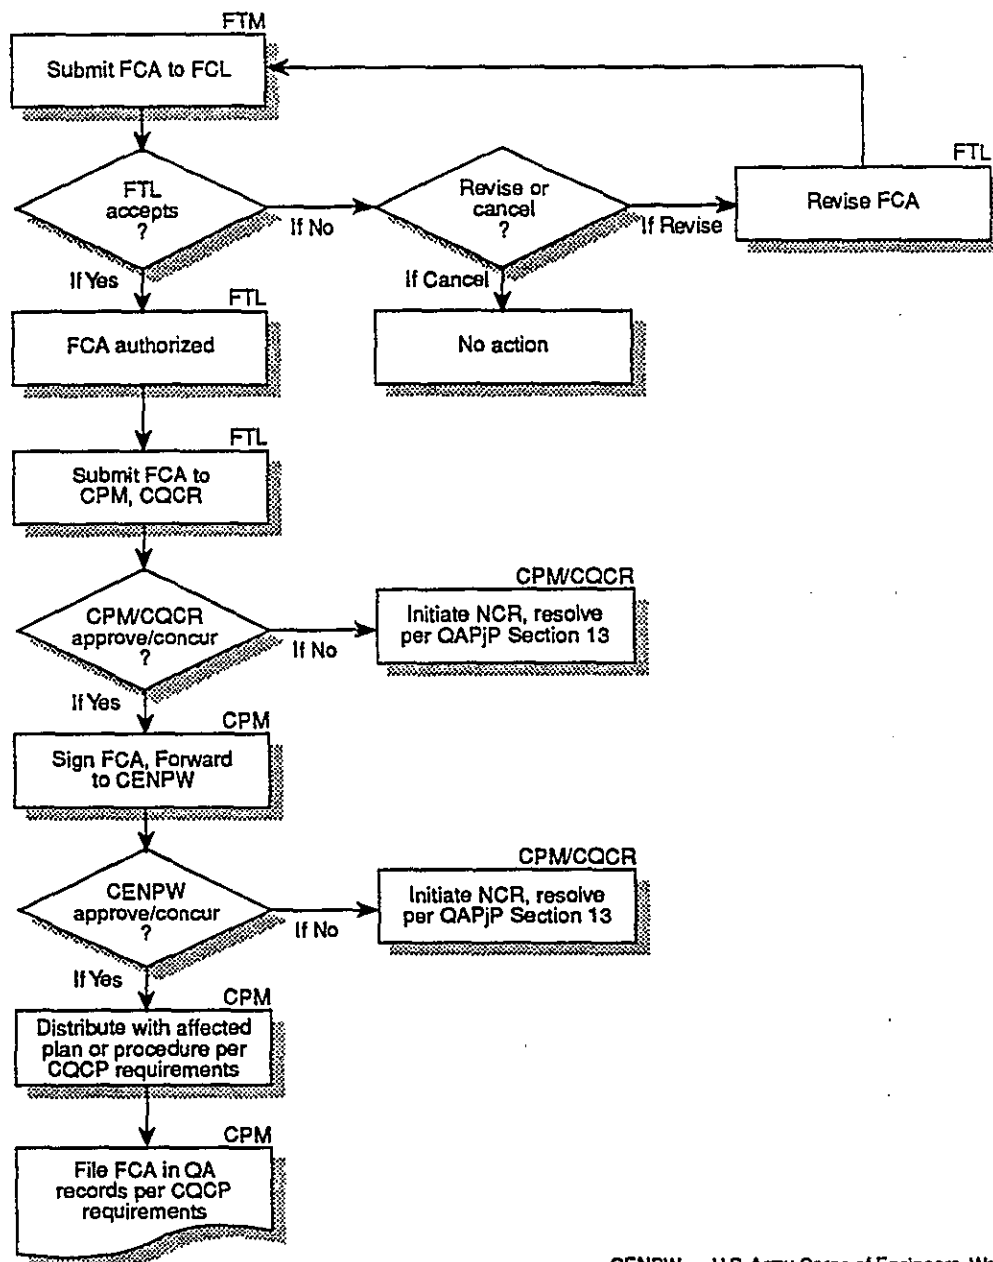 FTM
Submit FCA to FCL
FTL
accepts
?
If No
Revise or
cancel
?
If Revise
FTL
Revise FCA
If Yes
If Cancel
FTL
FCA authorized
No action
FTL
Submit FCA to
CPM, CQCR
CPM/CQCR
approve/concur
?
If No
CPM/CQCR
Initiate NCR, resolve
per QAPjP Section 13
If Yes
CPM
Sign FCA, Forward
to CENPW
CENPW
approve/concur
?
If No
CPM/CQCR
Initiate NCR, resolve
per QAPjP Section 13
If Yes
CPM
Distribute with affected
plan or procedure per
CQCP requirements
CPM
File FCA in QA
records per CQCP
requirements